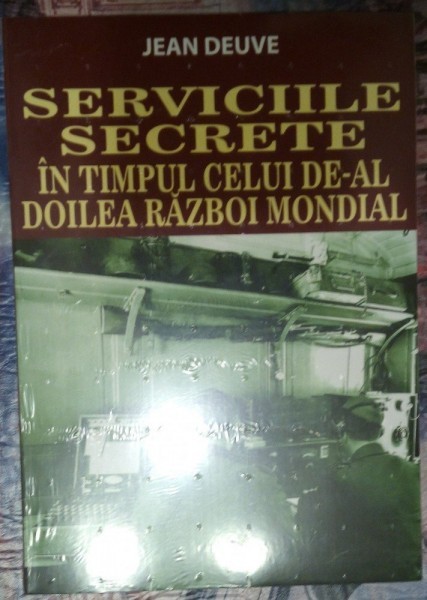 JEAN DEUVE
SERVICIILE
SECRETE
ÎN TIMPUL CELUI DE-AL
DOILEA RĂZBOI MONDIAL